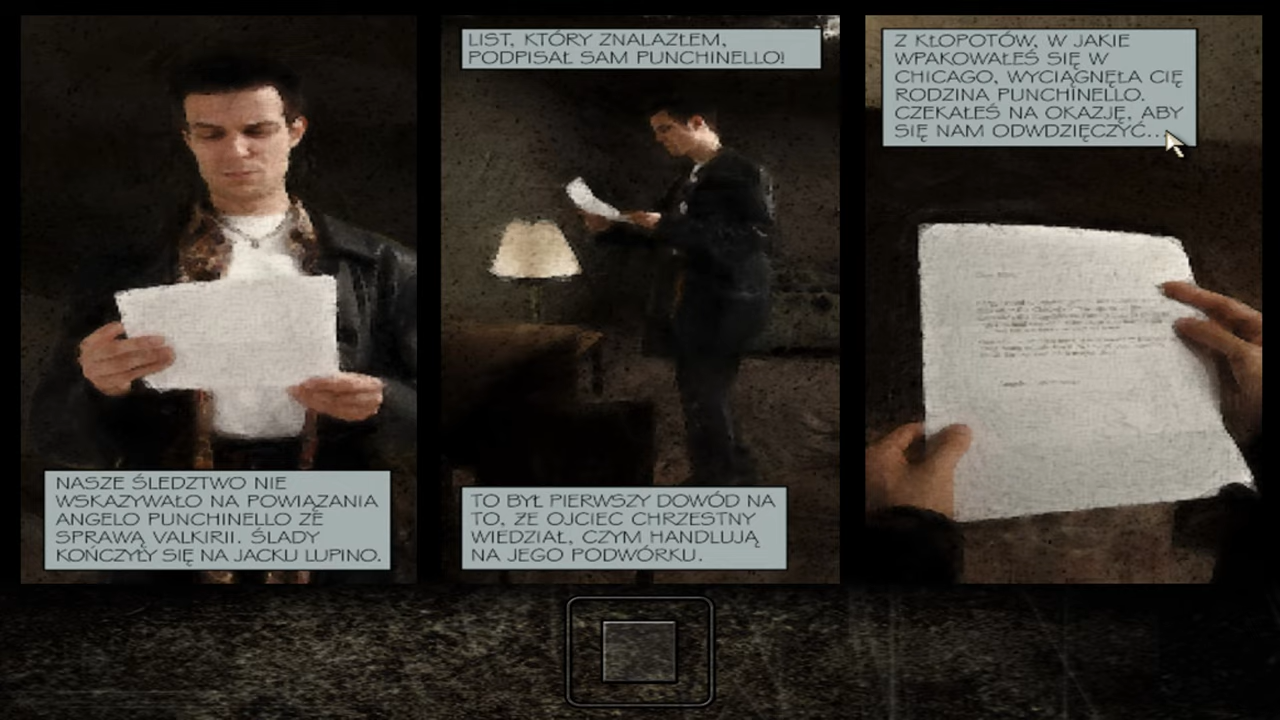 NASZE ŚLEDZTWO NIE
WSKAZYWAŁO NA POWIĄZANIA
ANGELO PUNCHINELLO ZE
SPRAWĄ VALKIRII. ŚLADY
KOŃCZYŁY SIĘ NA JACKU LUPINO.
LIST, KTÓRY ZNALAZŁEM,
PODPISAŁ SAM PUNCHINELLO!
TO BYŁ PIERWSZY DOWÓD NA
TO, ŻE OJCIEC CHRZESTNY
WIEDZIAŁ, CZYM HANDLUJĄ
NA JEGO PODWÓRKU.
Z KŁOPOTÓW, W JAKIE
WPAKOWAŁEŚ SIĘ W
CHICAGO, WYCIĄGNĘŁA CIĘ
RODZINA PUNCHINELLO.
CZEKAŁEŚ NA OKAZJĘ, ABY
SIĘ NAM ODWDZIĘCZYĆ...